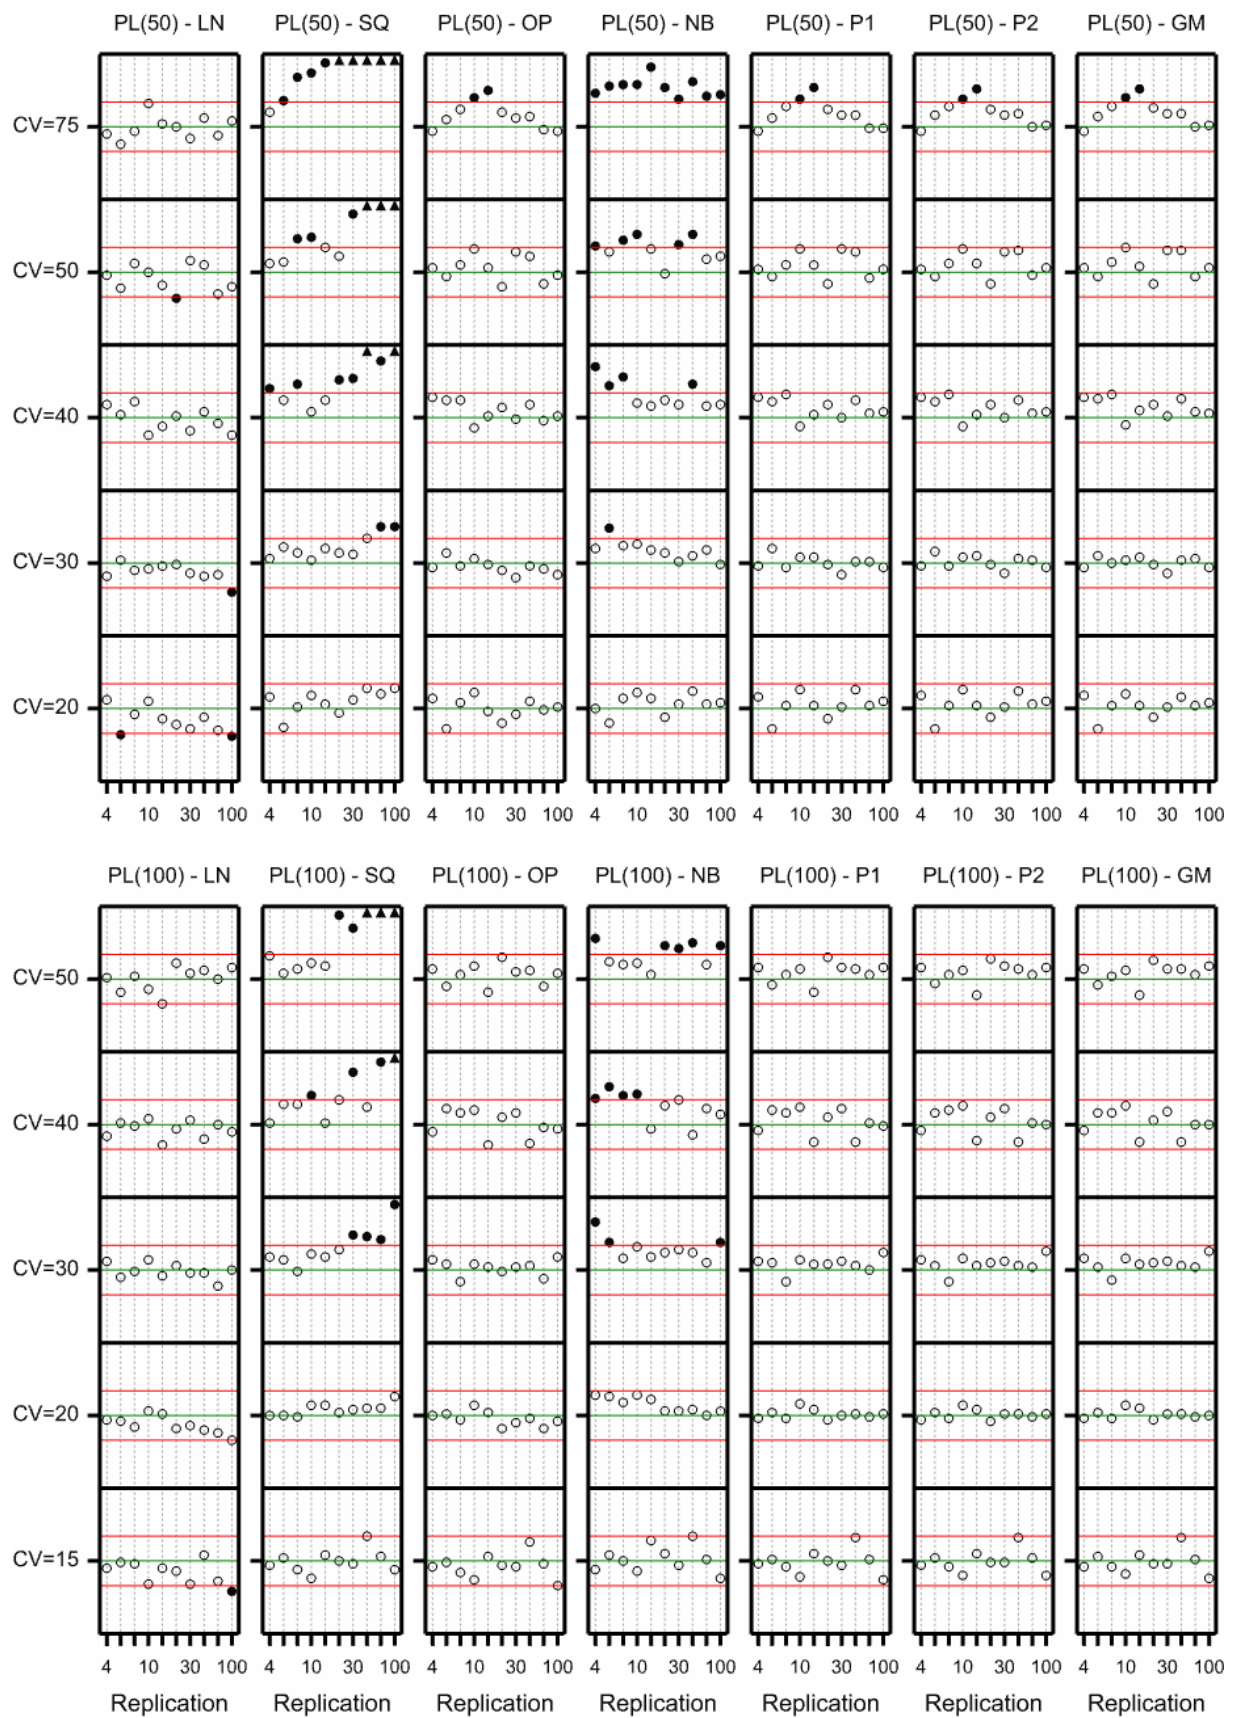 PL(50) - LN PL(50) - SQ PL(50) - OP PL(50) - NB PL(50) - P1 PL(50) - P2 PL(50) - GM
CV=75
CV=50
CV=40
CV=30
CV=20
4 10 30 100 4 10 30 100 4 10 30 100 4 10 30 100 4 10 30 100 4 10 30 100 4 10 30 100
PL(100) - LN PL(100) - SQ PL(100) - OP PL(100) - NB PL(100) - P1 PL(100) - P2 PL(100) - GM
CV=50
CV=40
CV=30
CV=20
CV=15
4 10 30 100 4 10 30 100 4 10 30 100 4 10 30 100 4 10 30 100 4 10 30 100 4 10 30 100
Replication Replication Replication Replication Replication Replication Replication